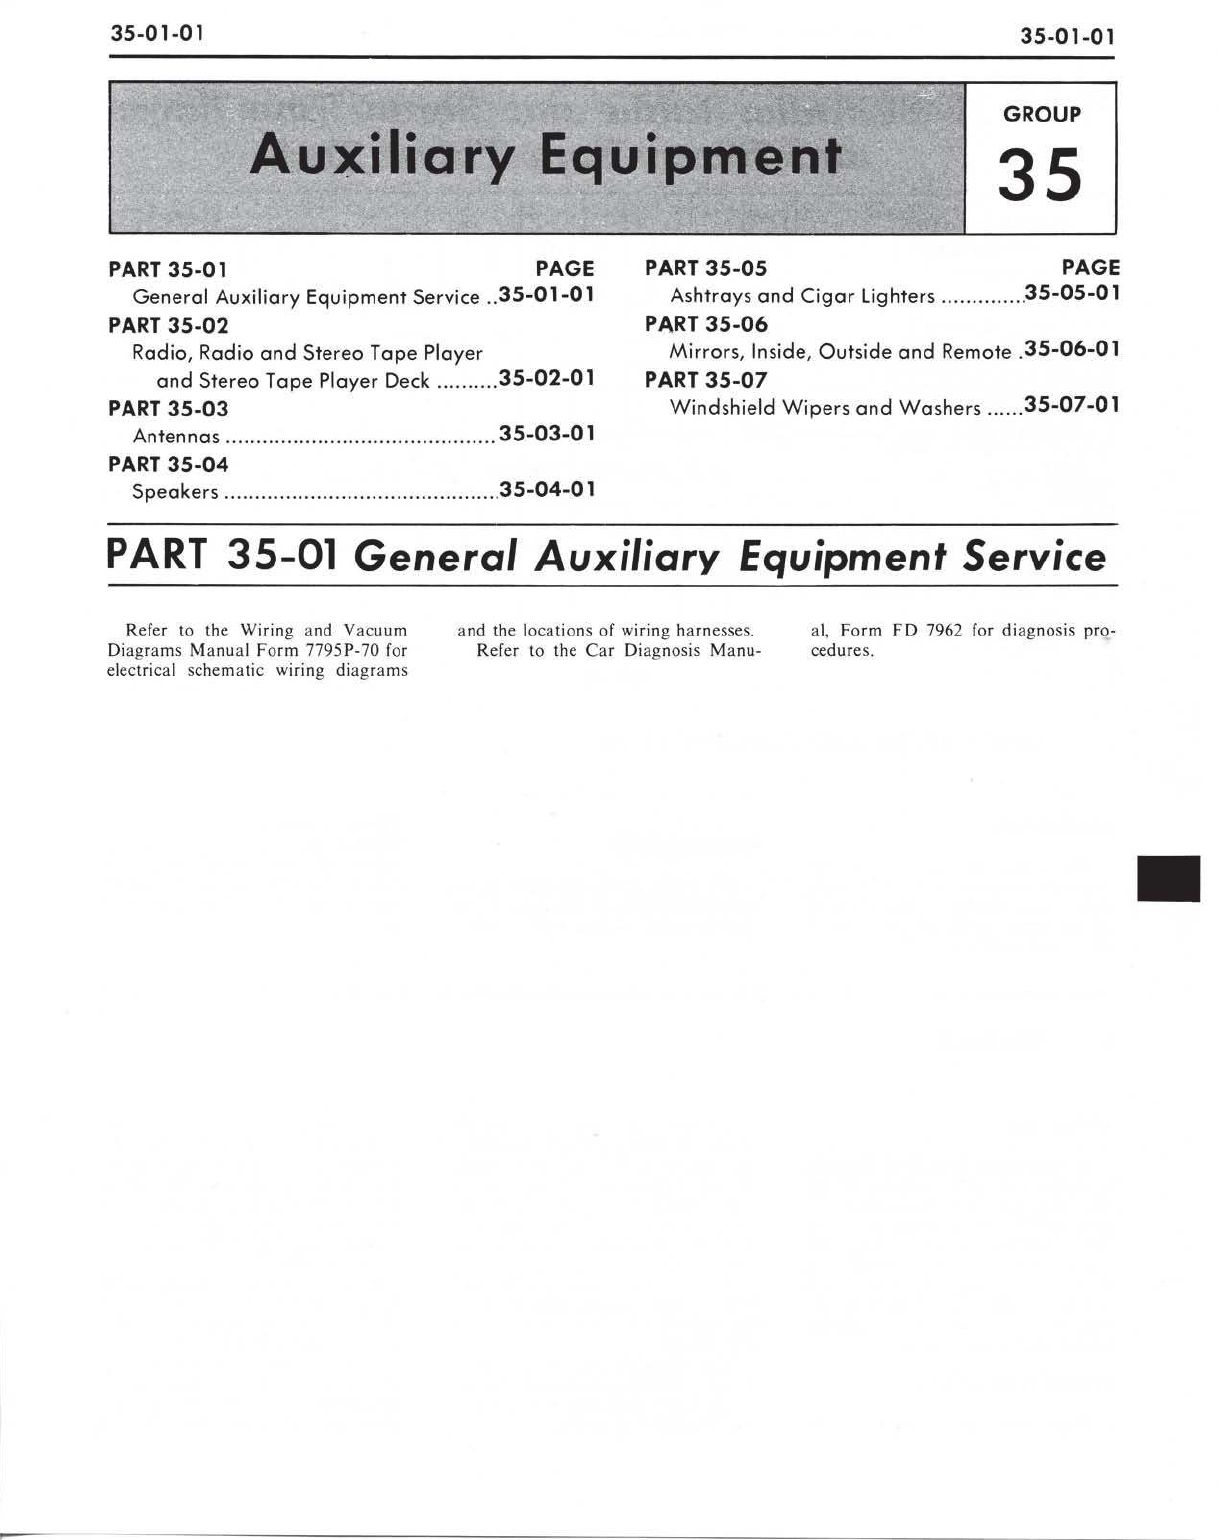 35-01-01
35-01-01
Auxiliary Equipment
GROUP
35
PART 35-01 PAGE
General Auxiliary Equipment Service ..35-01-01
PART 35-02
Radio, Radio and Stereo Tape Player
and Stereo Tape Player Deck ..........35-02-01
PART 35-03
Antennas ............................................35-03-01
PART 35-04
Speakers .............................................35-04-01
PART 35-05 PAGE
Ashtrays and Cigar Lighters ..............35-05-01
PART 35-06
Mirrors, Inside, Outside and Remote .35-06-01
PART 35-07
Windshield Wipers and Washers ......35-07-01
PART 35-01 General Auxiliary Equipment Service
Refer to the Wiring and Vacuum
Diagrams Manual Form 7795P-70 for
electrical schematic wiring diagrams
and the locations of wiring harnesses.
Refer to the Car Diagnosis Manu-
al, Form FD 7962 for diagnosis pro-
cedures.